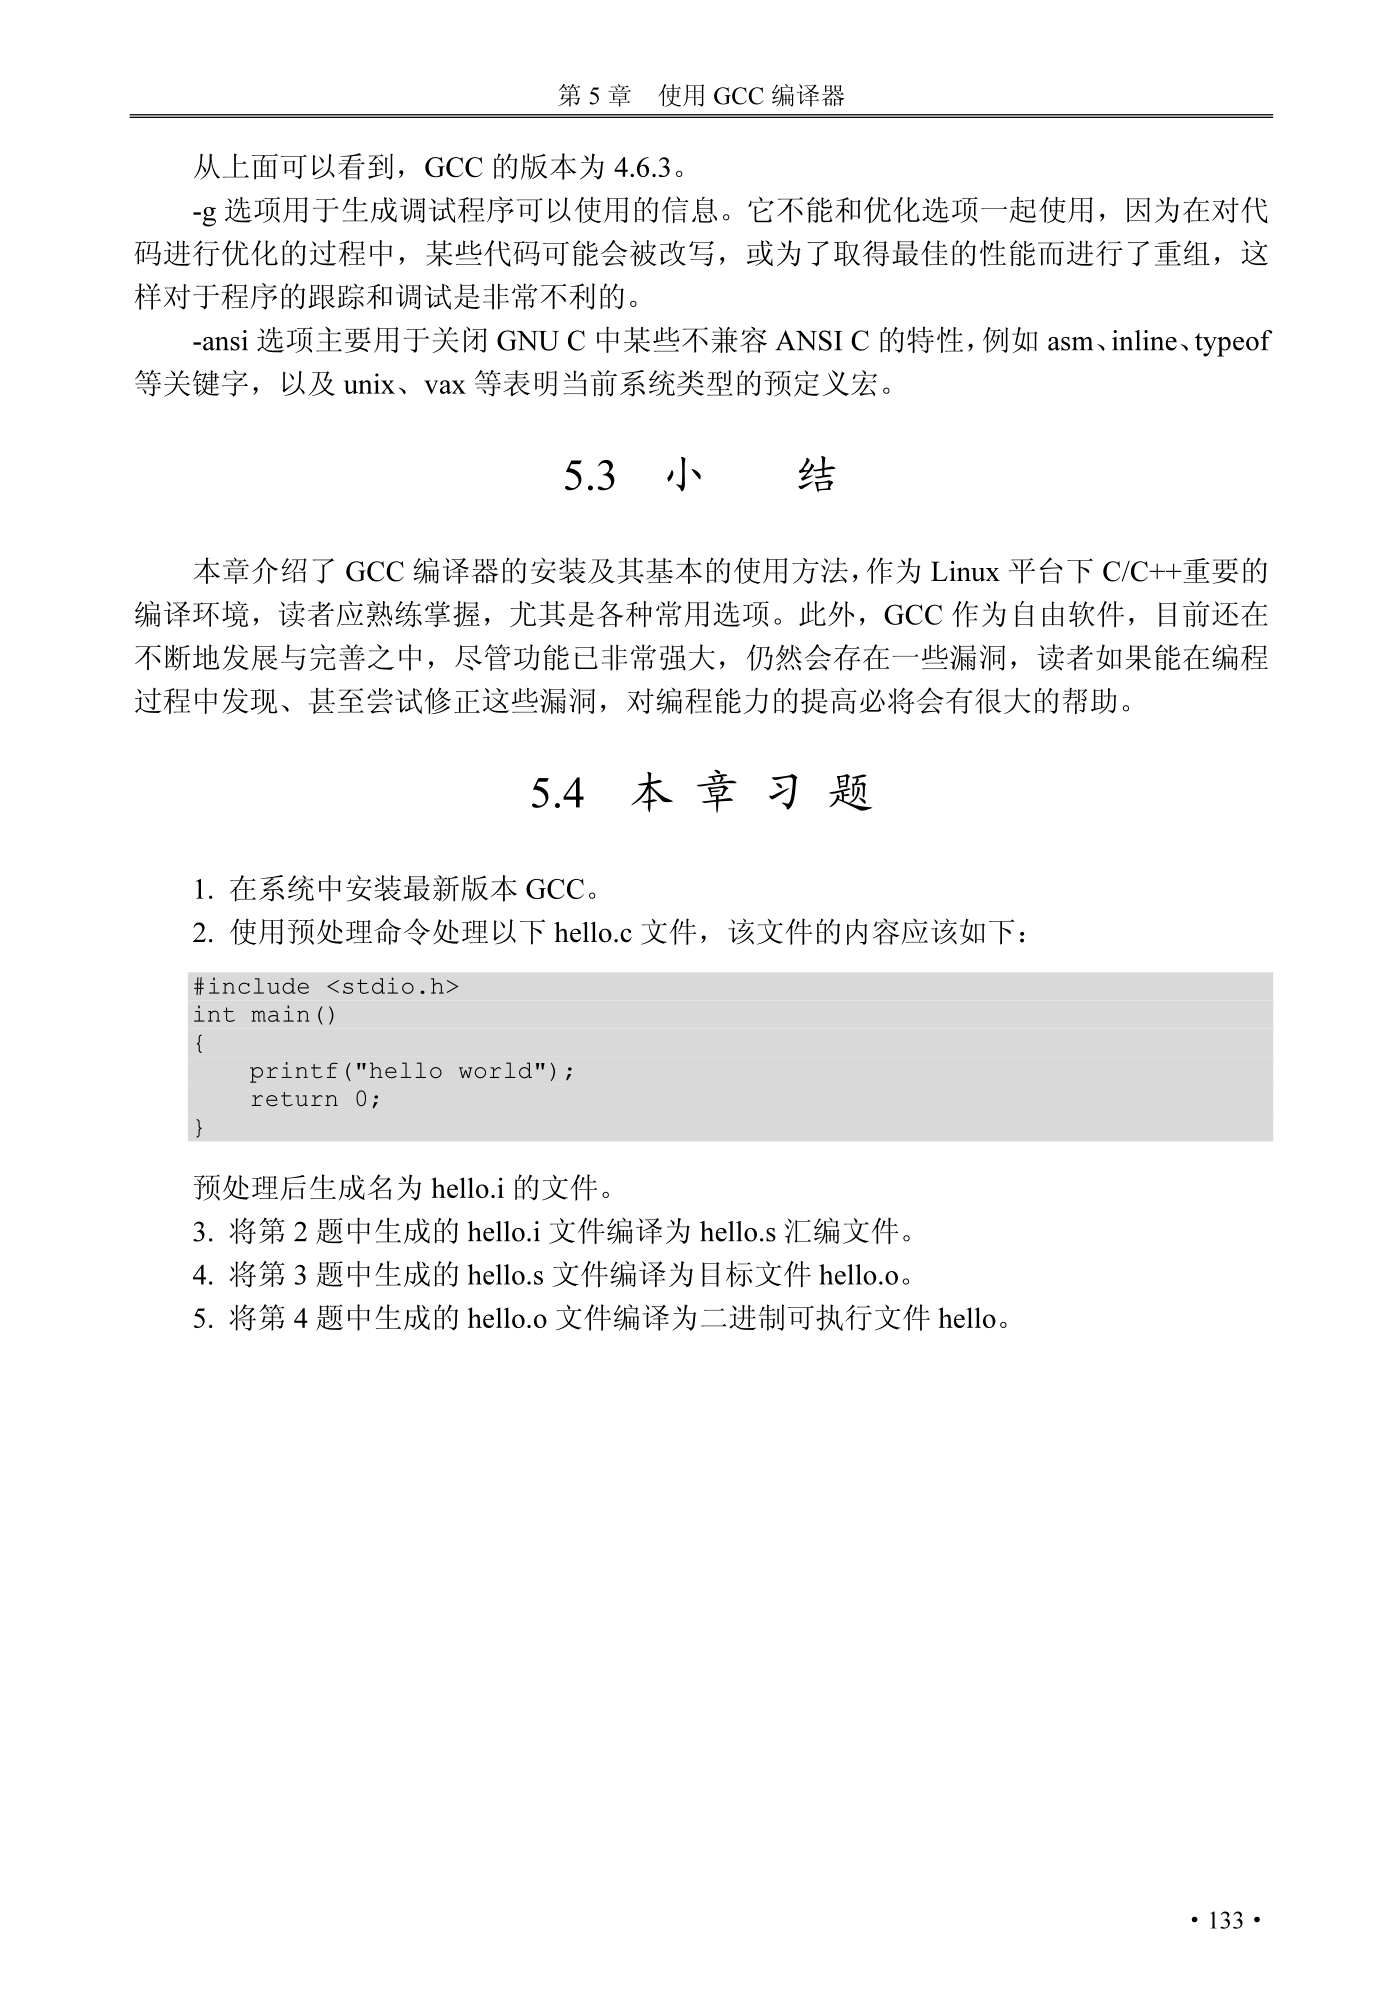 第 5 章　使用 GCC 编译器
从上面可以看到，GCC 的版本为 4.6.3。
-g 选项用于生成调试程序可以使用的信息。它不能和优化选项一起使用，因为在对代
码进行优化的过程中，某些代码可能会被改写，或为了取得最佳的性能而进行了重组，这
样对于程序的跟踪和调试是非常不利的。
-ansi 选项主要用于关闭 GNU C 中某些不兼容 ANSI C 的特性，例如 asm、inline、typeof
等关键字，以及 unix、vax 等表明当前系统类型的预定义宏。
5.3　小　　结
本章介绍了 GCC 编译器的安装及其基本的使用方法，作为 Linux 平台下 C/C++重要的
编译环境，读者应熟练掌握，尤其是各种常用选项。此外，GCC 作为自由软件，目前还在
不断地发展与完善之中，尽管功能已非常强大，仍然会存在一些漏洞，读者如果能在编程
过程中发现、甚至尝试修正这些漏洞，对编程能力的提高必将会有很大的帮助。
5.4　本 章 习 题
1. 在系统中安装最新版本 GCC。
2. 使用预处理命令处理以下 hello.c 文件，该文件的内容应该如下：
#include <stdio.h>
int main()
{
    printf("hello world");
    return 0;
}
预处理后生成名为 hello.i 的文件。
3. 将第 2 题中生成的 hello.i 文件编译为 hello.s 汇编文件。
4. 将第 3 题中生成的 hello.s 文件编译为目标文件 hello.o。
5. 将第 4 题中生成的 hello.o 文件编译为二进制可执行文件 hello。
• 133 •